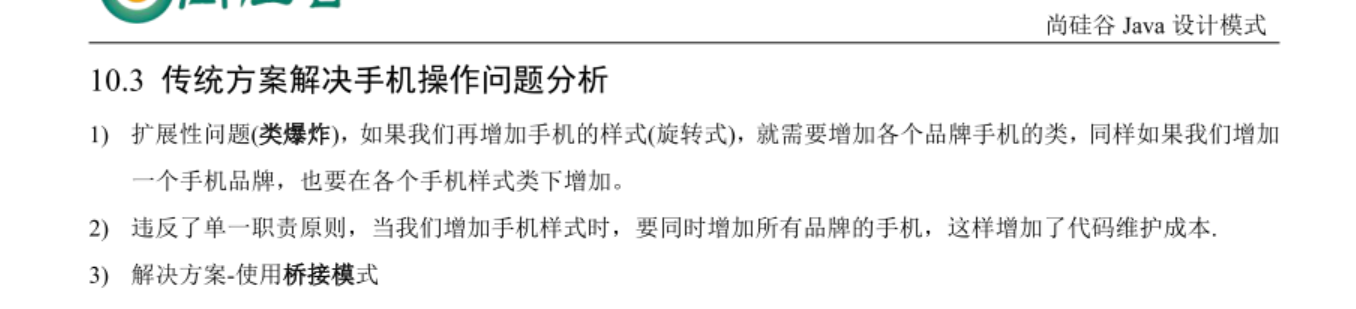 尚硅谷 Java 设计模式
10.3 传统方案解决手机操作问题分析
1) 扩展性问题(类爆炸)，如果我们再增加手机的样式(旋转式)，就需要增加各个品牌手机的类，同样如果我们增加
一个手机品牌，也要在各个手机样式类下增加。
2) 违反了单一职责原则，当我们增加手机样式时，要同时增加所有品牌的手机，这样增加了代码维护成本.
3) 解决方案-使用桥接模式